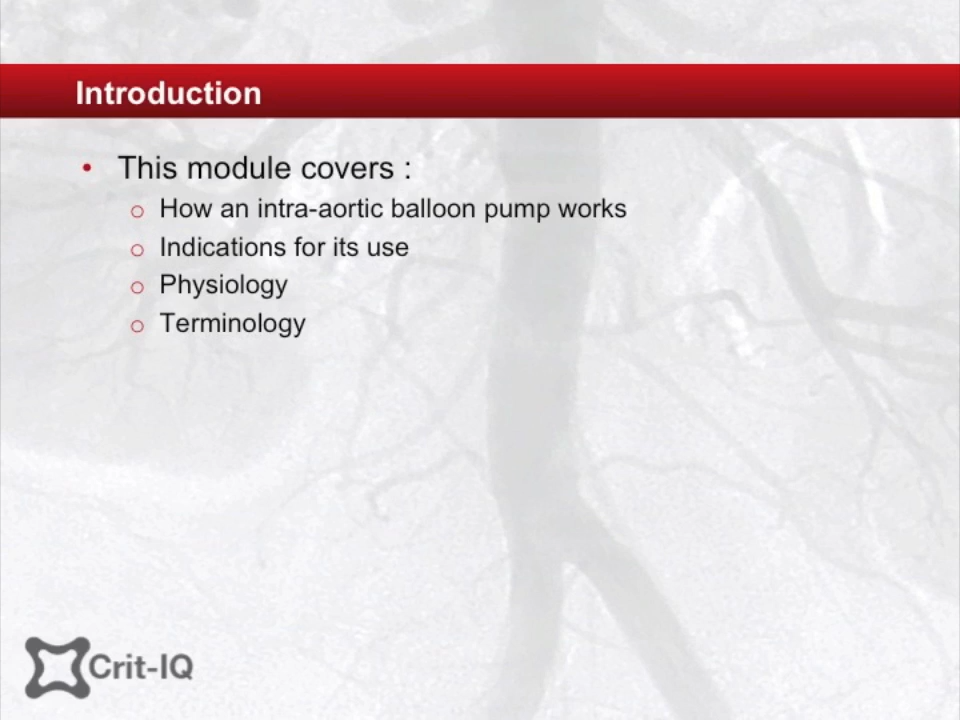 Introduction
• This module covers :
o How an intra-aortic balloon pump works
o Indications for its use
o Physiology
o Terminology
Crit-IQ